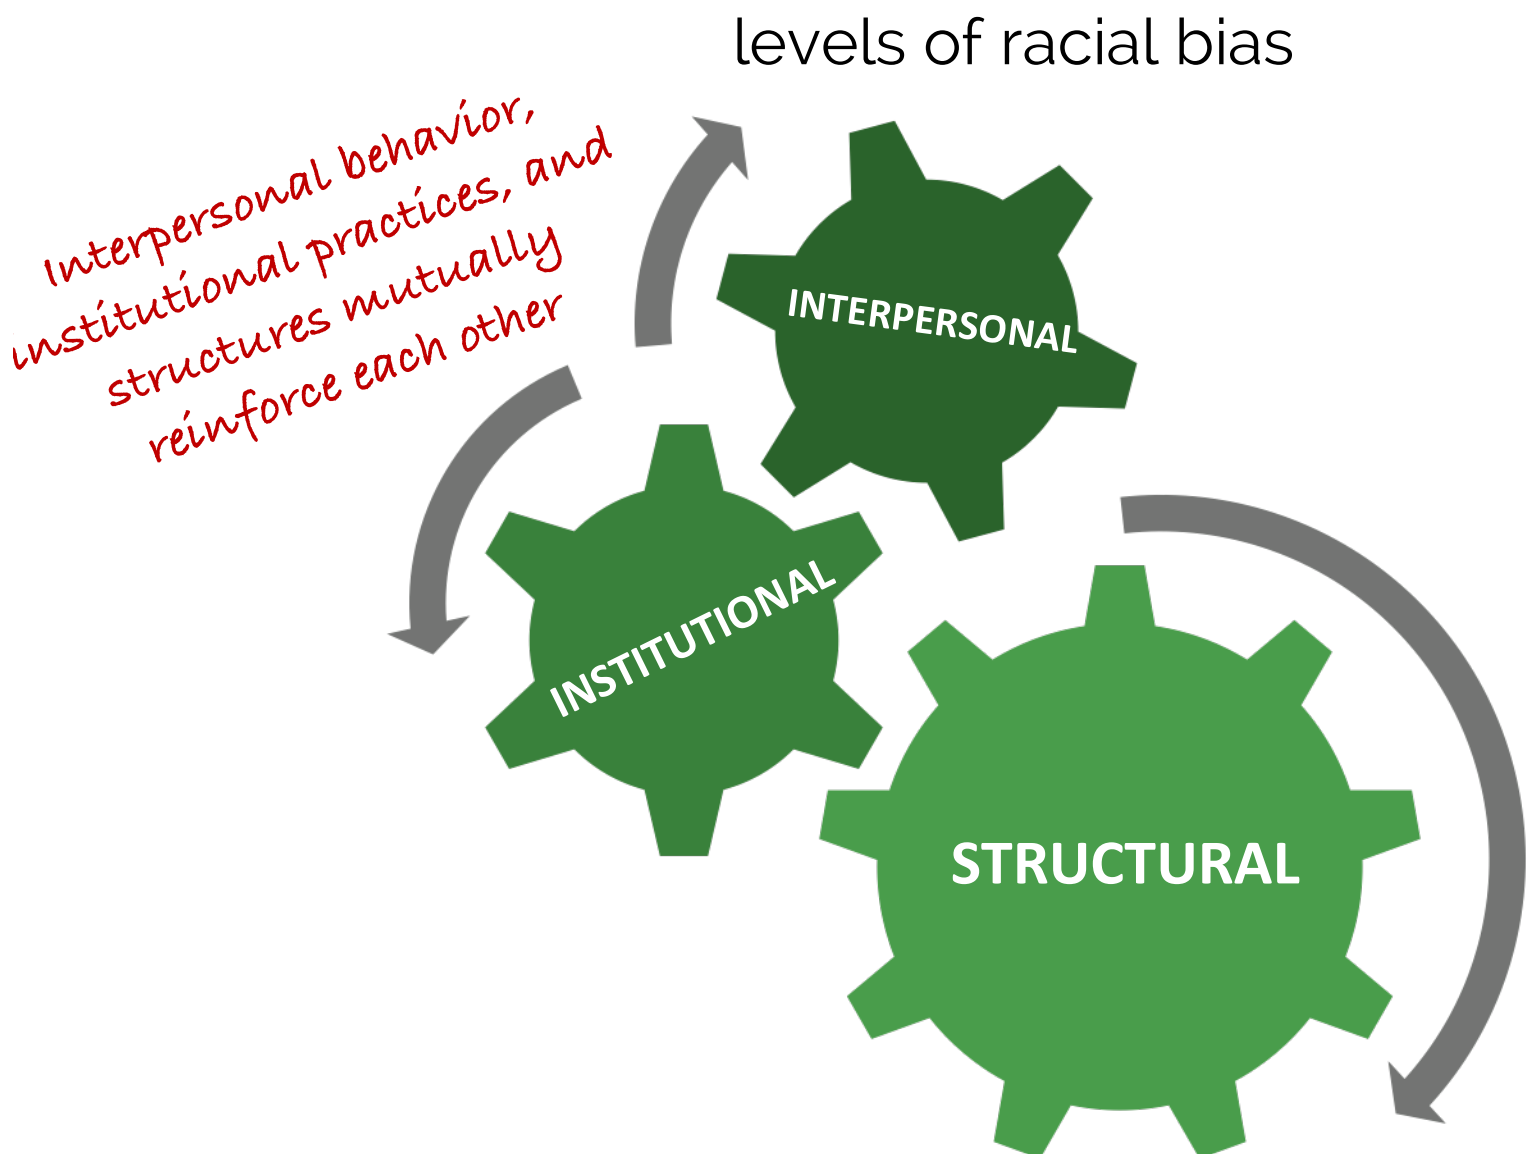 levels of racial bias
Interpersonal behavior,
institutional practices, and
structures mutually
reinforce each other
INTERPERSONAL
INSTITUTIONAL
STRUCTURAL